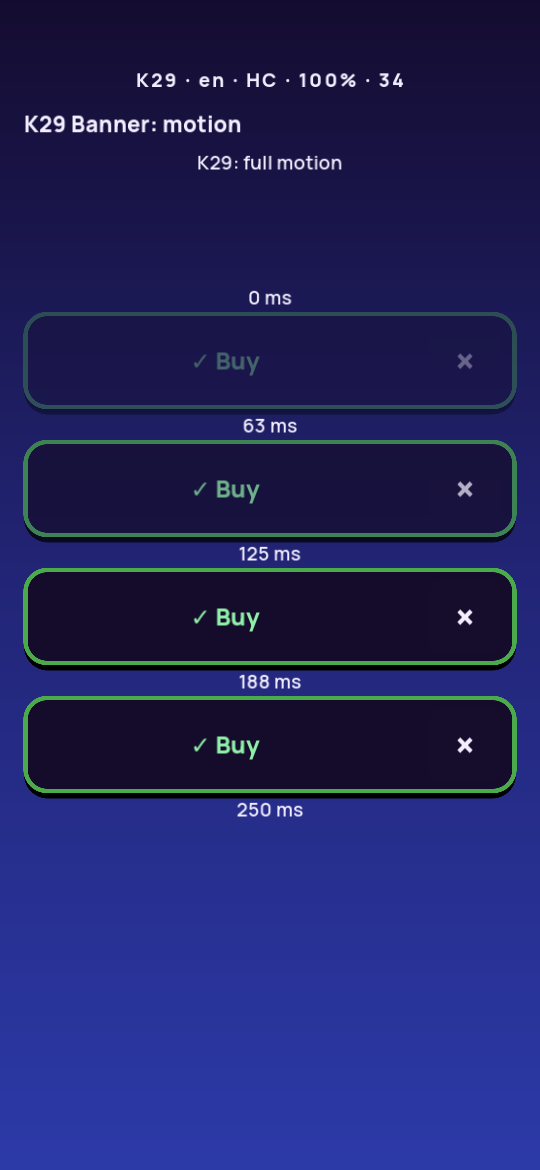 K29 · en · HC · 100% · 34
K29 Banner: motion
K29: full motion
0 ms
✓ Buy ×
63 ms
✓ Buy ×
125 ms
✓ Buy ×
188 ms
✓ Buy ×
250 ms